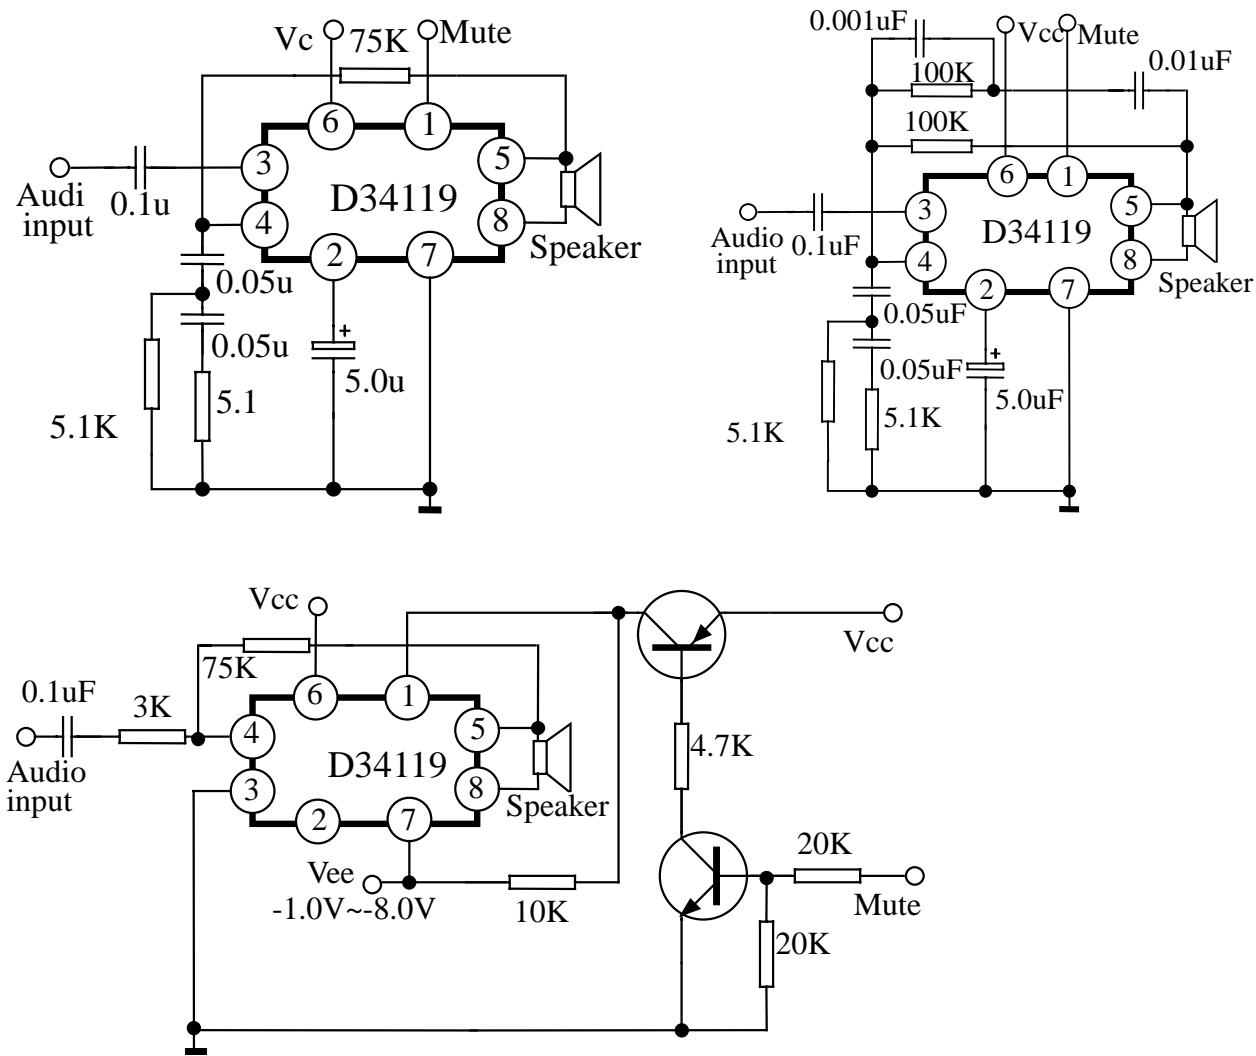 Vc
Mute
75K
6
1
3
5
D34119
Audi
input
0.1u
4
8
Speaker
2
7
0.05u
0.05u
+
5.0u
5.1
5.1K
0.001uF
Vcc
Mute
0.01uF
100K
100K
6
1
3
5
D34119
Audio
input
0.1uF
4
8
Speaker
2
7
0.05uF
0.05uF
+
5.0uF
5.1K
5.1K
Vcc
Vcc
75K
0.1uF
3K
6
1
4
5
4.7K
D34119
Audio
input
3
8
Speaker
2
7
20K
Vee
-1.0V~-8.0V
10K
Mute
20K